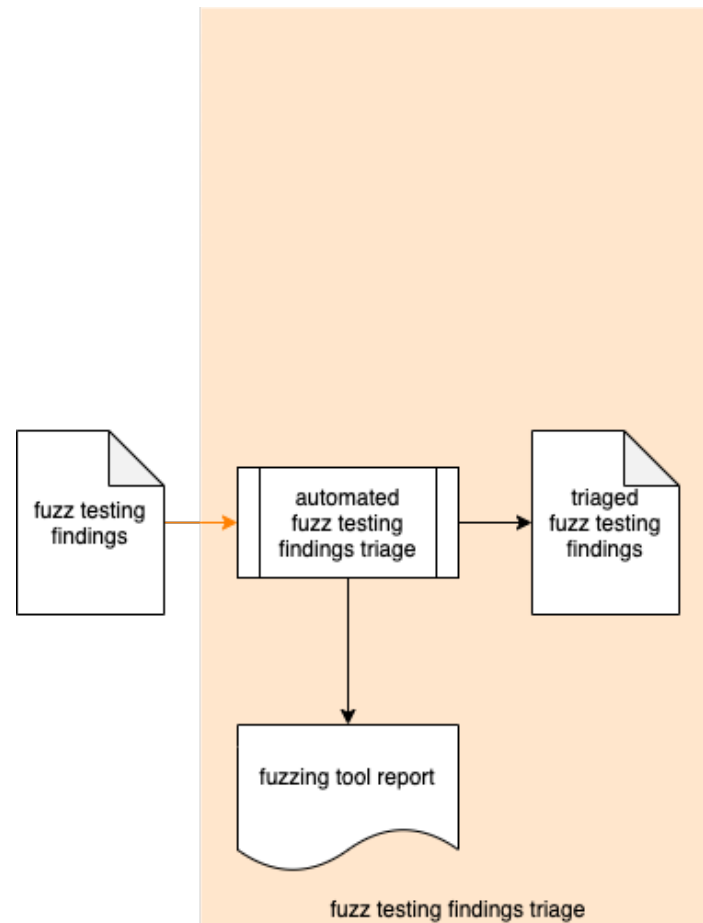 fuzz testing
findings
automated
fuzz testing
findings triage
triaged
fuzz testing
findings
fuzzing tool report
fuzz testing findings triage